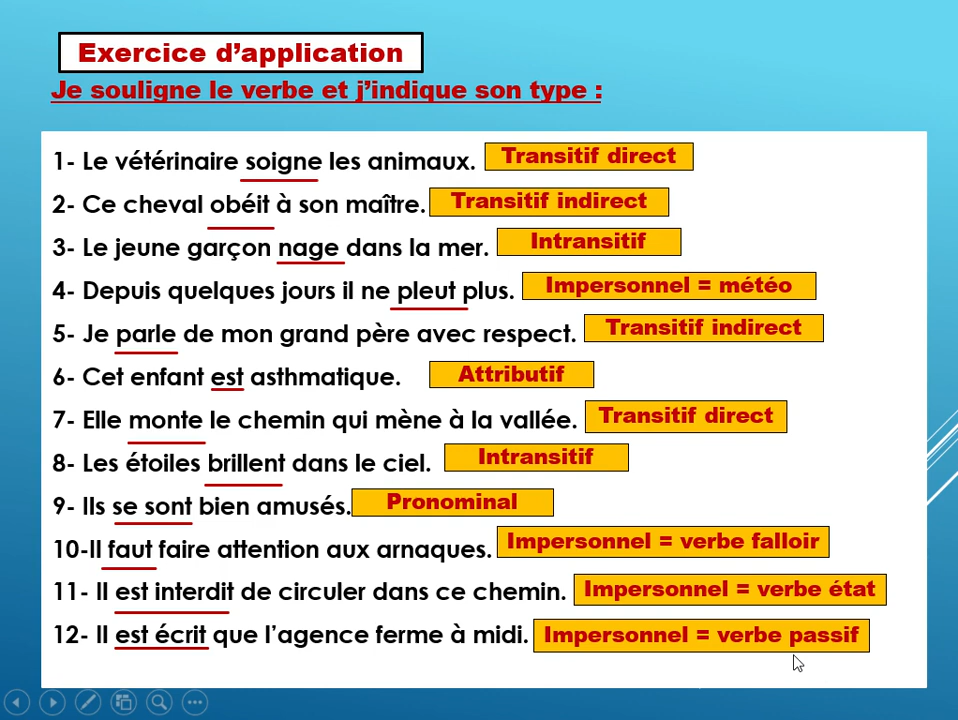 Exercice d’application
Je souligne le verbe et j’indique son type :
1- Le vétérinaire soigne les animaux. Transitif direct
2- Ce cheval obéit à son maître. Transitif indirect
3- Le jeune garçon nage dans la mer. Intransitif
4- Depuis quelques jours il ne pleut plus. Impersonnel = météo
5- Je parle de mon grand père avec respect. Transitif indirect
6- Cet enfant est asthmatique. Attributif
7- Elle monte le chemin qui mène à la vallée. Transitif direct
8- Les étoiles brillent dans le ciel. Intransitif
9- Ils se sont bien amusés. Pronominal
10-Il faut faire attention aux arnaques. Impersonnel = verbe falloir
11- Il est interdit de circuler dans ce chemin. Impersonnel = verbe état
12- Il est écrit que l’agence ferme à midi. Impersonnel = verbe passif